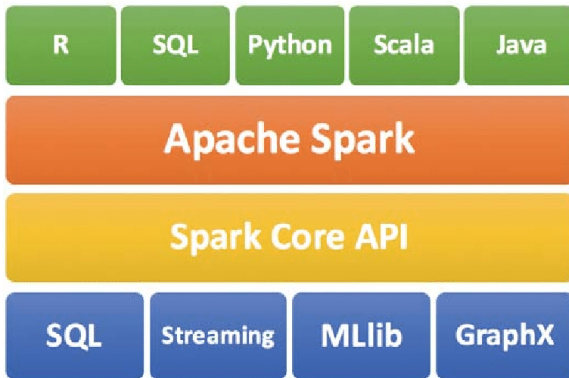 R SQL Python Scala Java
Apache Spark
Spark Core API
SQL Streaming MLlib GraphX